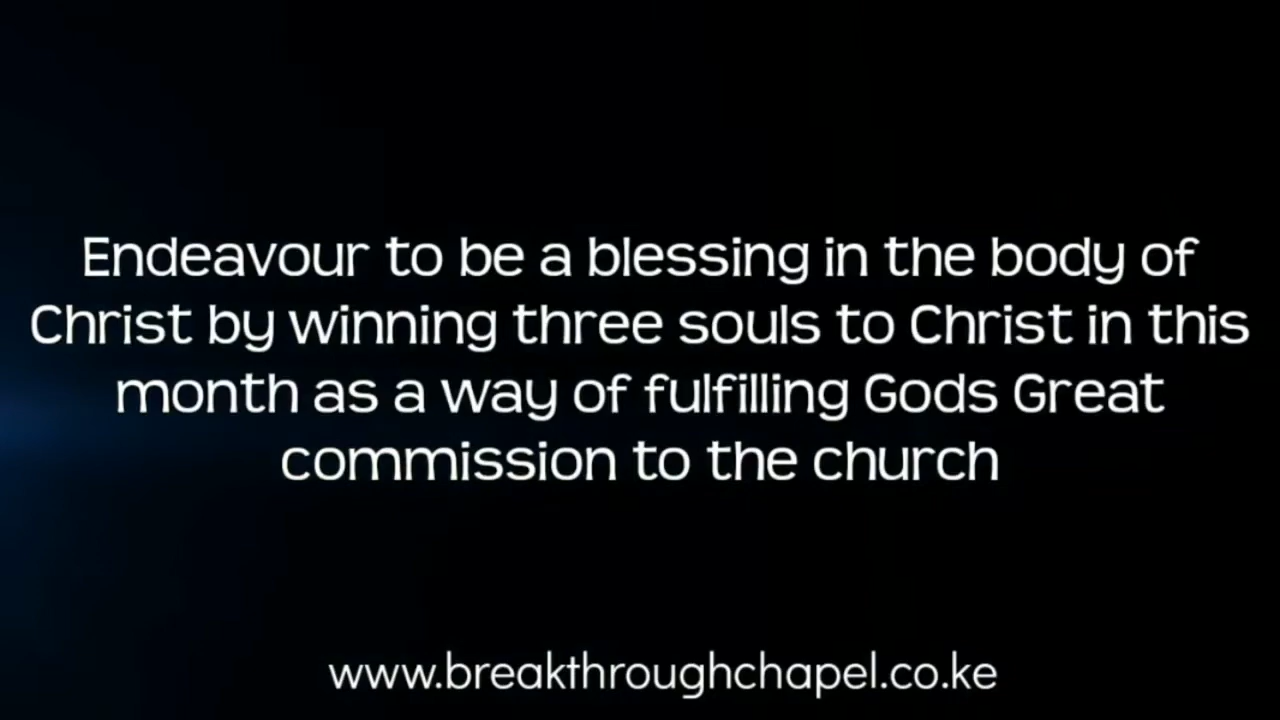 Endeavour to be a blessing in the body of
Christ by winning three souls to Christ in this
month as a way of fulfilling Gods Great
commission to the church
www.breakthroughchapel.co.ke